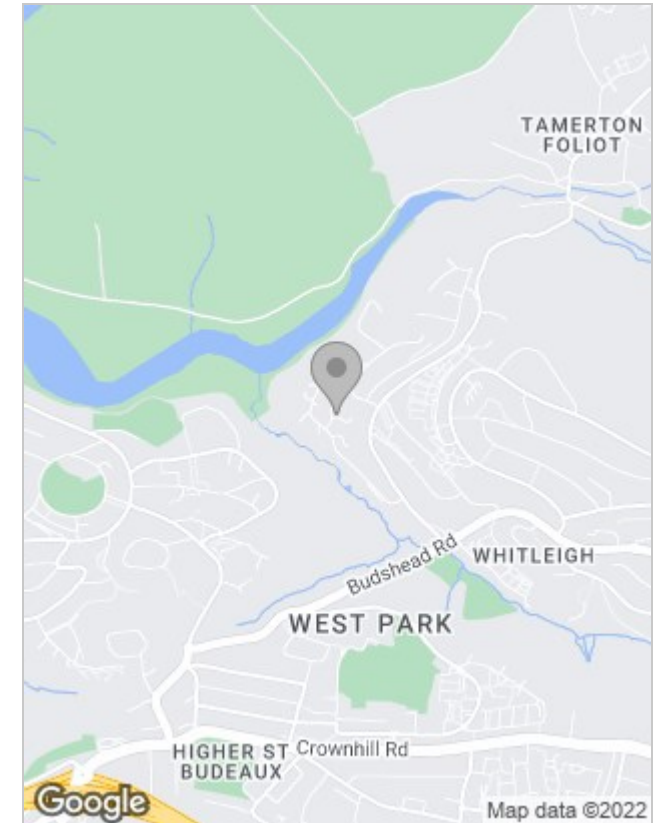 TAMERTON
FOLIOT
Budshead Rd
WHITLEIGH
WEST PARK
HIGHER ST
BUDEAUX
Crownhill Rd
Google
Map data ©2022